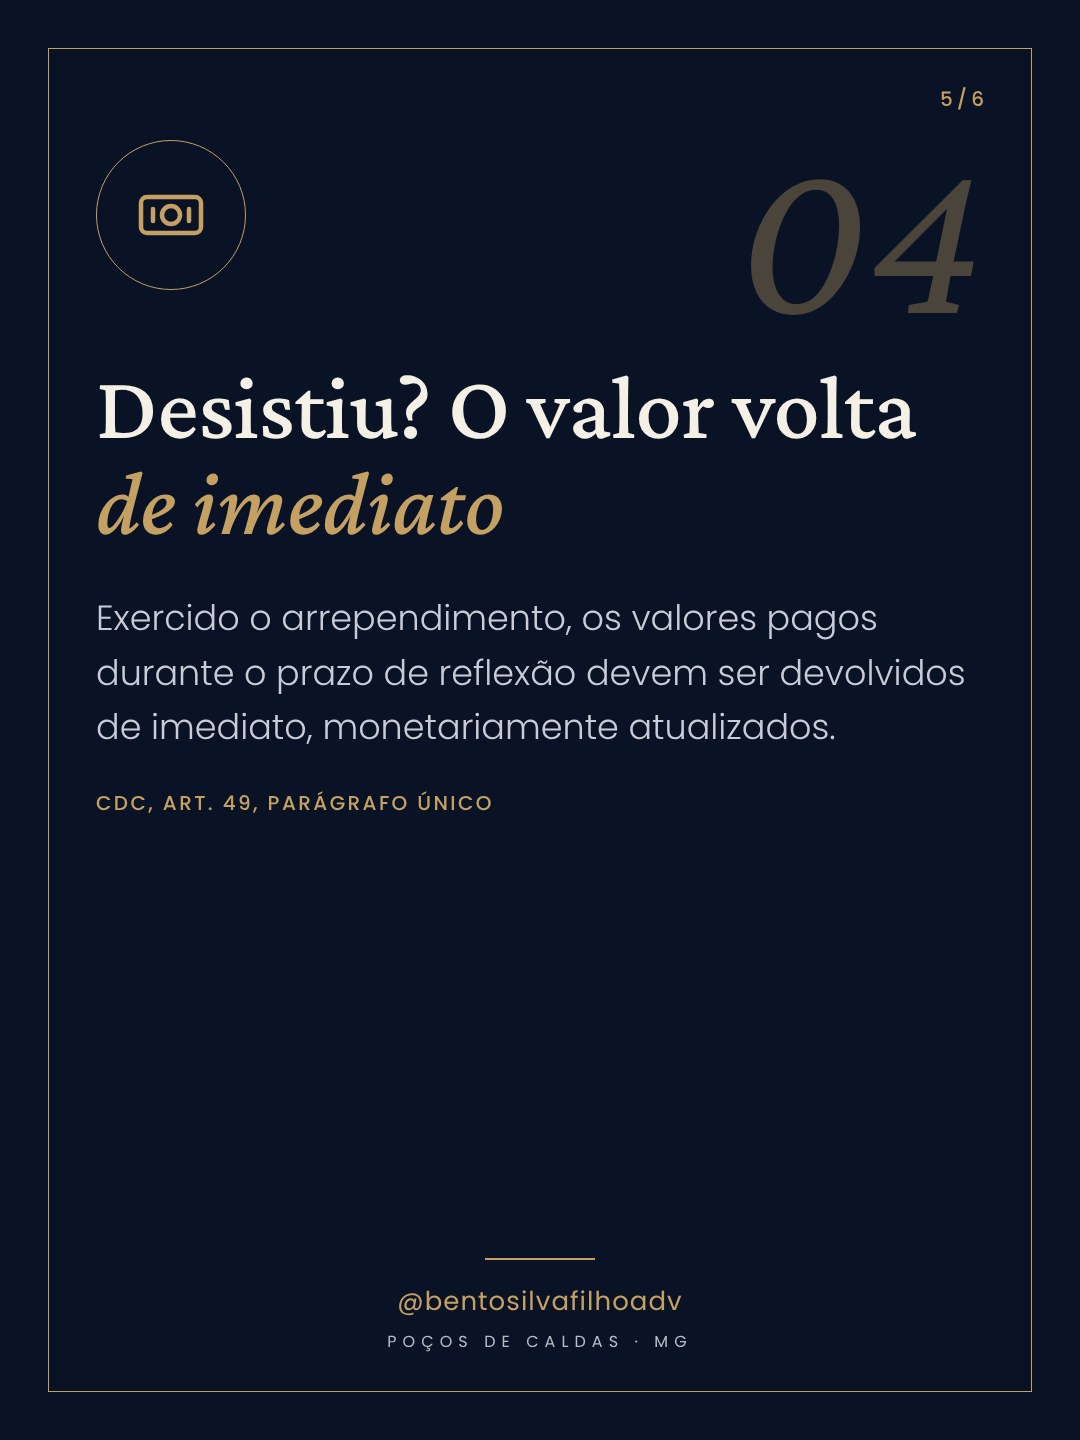 5 / 6
04
Desistiu? O valor volta
de imediato
Exercido o arrependimento, os valores pagos
durante o prazo de reflexão devem ser devolvidos
de imediato, monetariamente atualizados.
CDC, ART. 49, PARÁGRAFO ÚNICO
@bentosilvafilhoadv
POÇOS DE CALDAS · MG